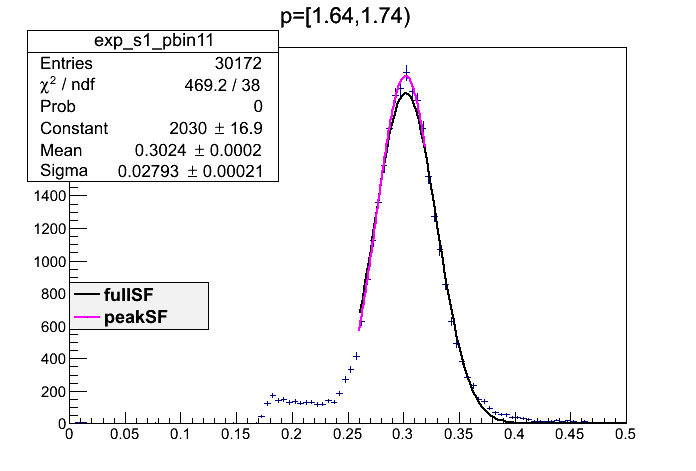 p=[1.64,1.74)
exp_s1_pbin11
Entries 30172
χ² / ndf 469.2 / 38
Prob 0
Constant 2030 ± 16.9
Mean 0.3024 ± 0.0002
Sigma 0.02793 ± 0.00021
1400
1200
1000
800
fullSF
peakSF
600
400
200
0
0 0.05 0.1 0.15 0.2 0.25 0.3 0.35 0.4 0.45 0.5